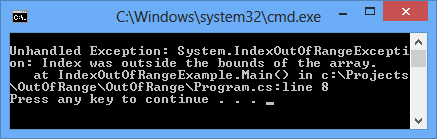 C:\Windows\system32\cmd.exe
Unhandled Exception: System.IndexOutOfRangeExcepti
on: Index was outside the bounds of the array.
   at IndexOutOfRangeExample.Main() in c:\Projects
\OutOfRange\OutOfRange\Program.cs:line 8
Press any key to continue . . . _